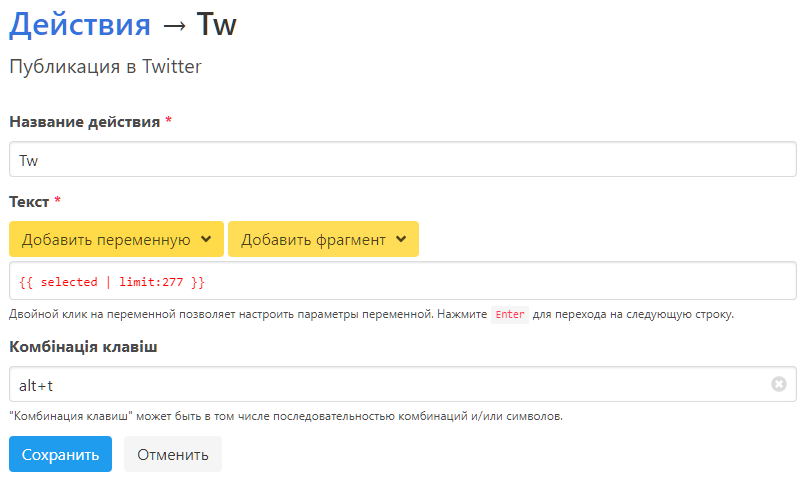 Действия → Tw
Публикация в Twitter
Название действия *
Tw
Текст *
Добавить переменную Добавить фрагмент
{{ selected | limit:277 }}
Двойной клик на переменной позволяет настроить параметры переменной. Нажмите Enter для перехода на следующую строку.
Комбінація клавіш
alt+t
"Комбинация клавиш" может быть в том числе последовательностью комбинаций и/или символов.
Сохранить Отменить